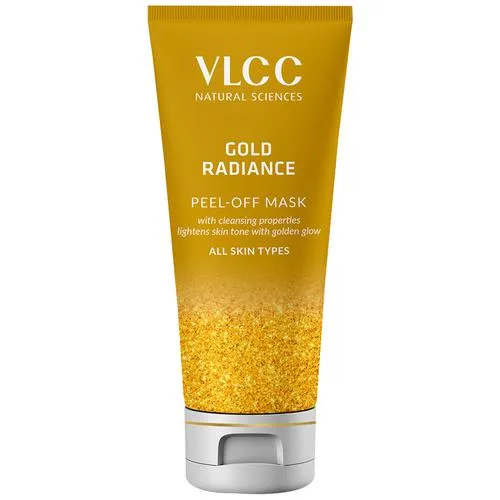 VLCC
NATURAL SCIENCES
GOLD
RADIANCE
PEEL-OFF MASK
with cleansing properties
lightens skin tone with golden glow
ALL SKIN TYPES